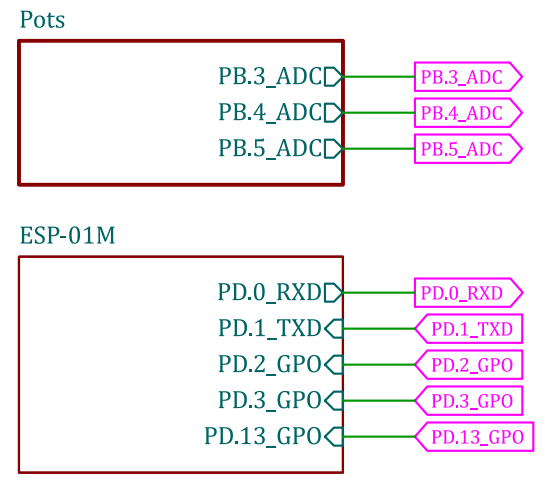 Pots
PB.3_ADC PB.3_ADC
PB.4_ADC PB.4_ADC
PB.5_ADC PB.5_ADC
ESP-01M
PD.0_RXD PD.0_RXD
PD.1_TXD PD.1_TXD
PD.2_GPO PD.2_GPO
PD.3_GPO PD.3_GPO
PD.13_GPO PD.13_GPO